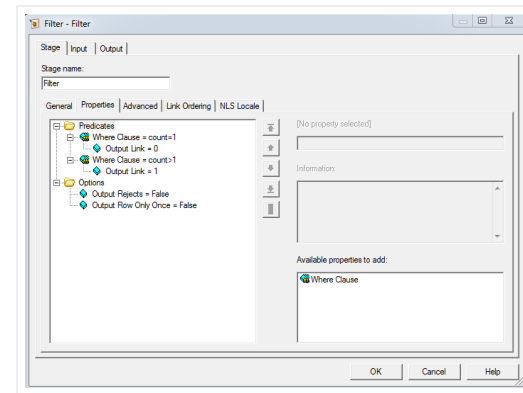 Filter - Filter
Stage Input Output
Stage name:
Filter
General Properties Advanced Link Ordering NLS Locale
Predicates
Where Clause = count=1
Output Link = 0
Where Clause = count>1
Output Link = 1
Options
Output Rejects = False
Output Row Only Once = False
[No property selected]
Information:
Available properties to add:
Where Clause
OK Cancel Help